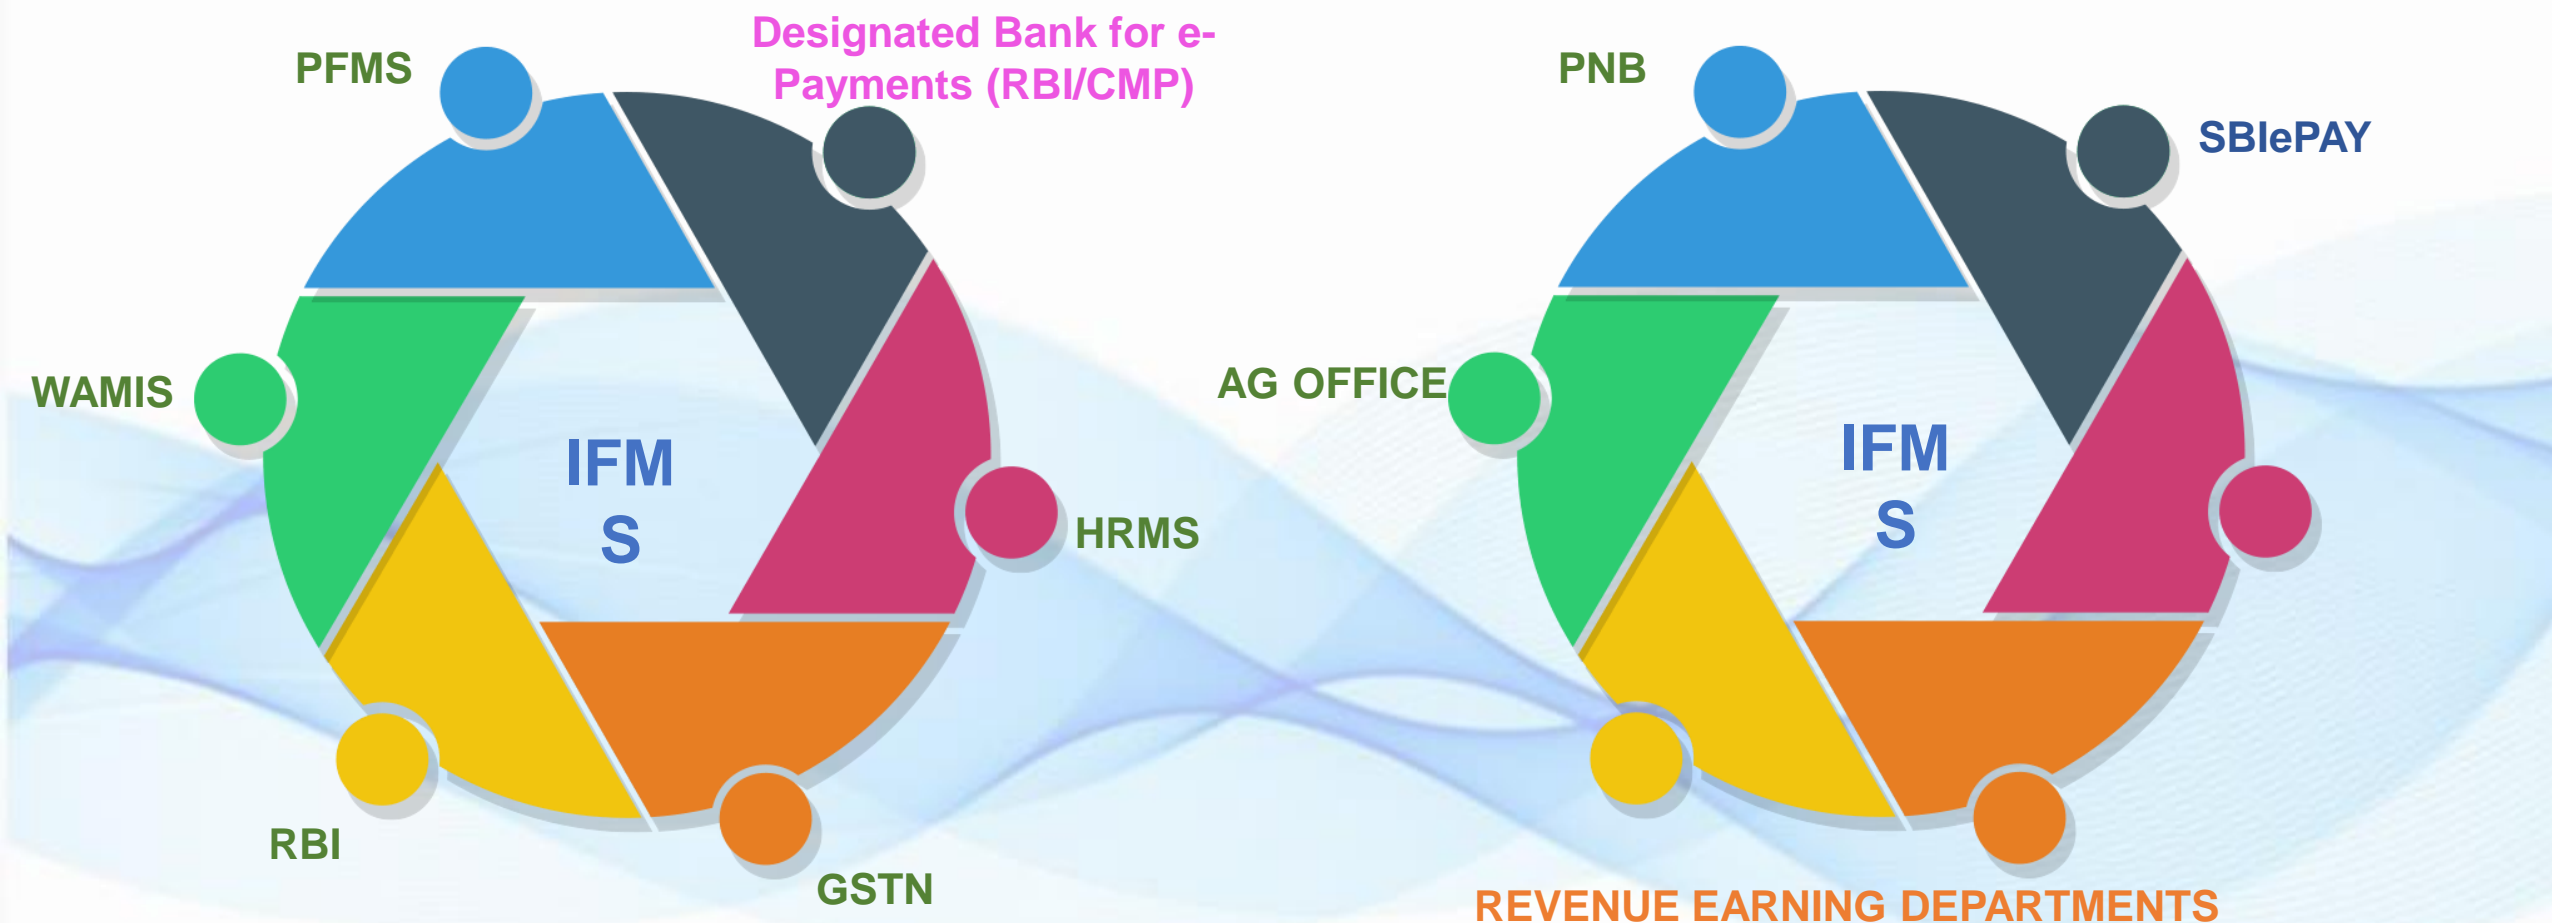 Designated Bank for e-
Payments (RBI/CMP)
PFMS
WAMIS
IFM
S
HRMS
RBI
GSTN
PNB
SBIePAY
AG OFFICE
IFM
S
REVENUE EARNING DEPARTMENTS